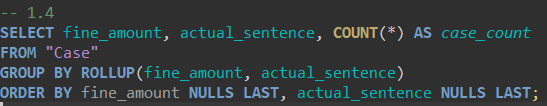 -- 1.4
SELECT fine_amount, actual_sentence, COUNT(*) AS case_count
FROM "Case"
GROUP BY ROLLUP(fine_amount, actual_sentence)
ORDER BY fine_amount NULLS LAST, actual_sentence NULLS LAST;